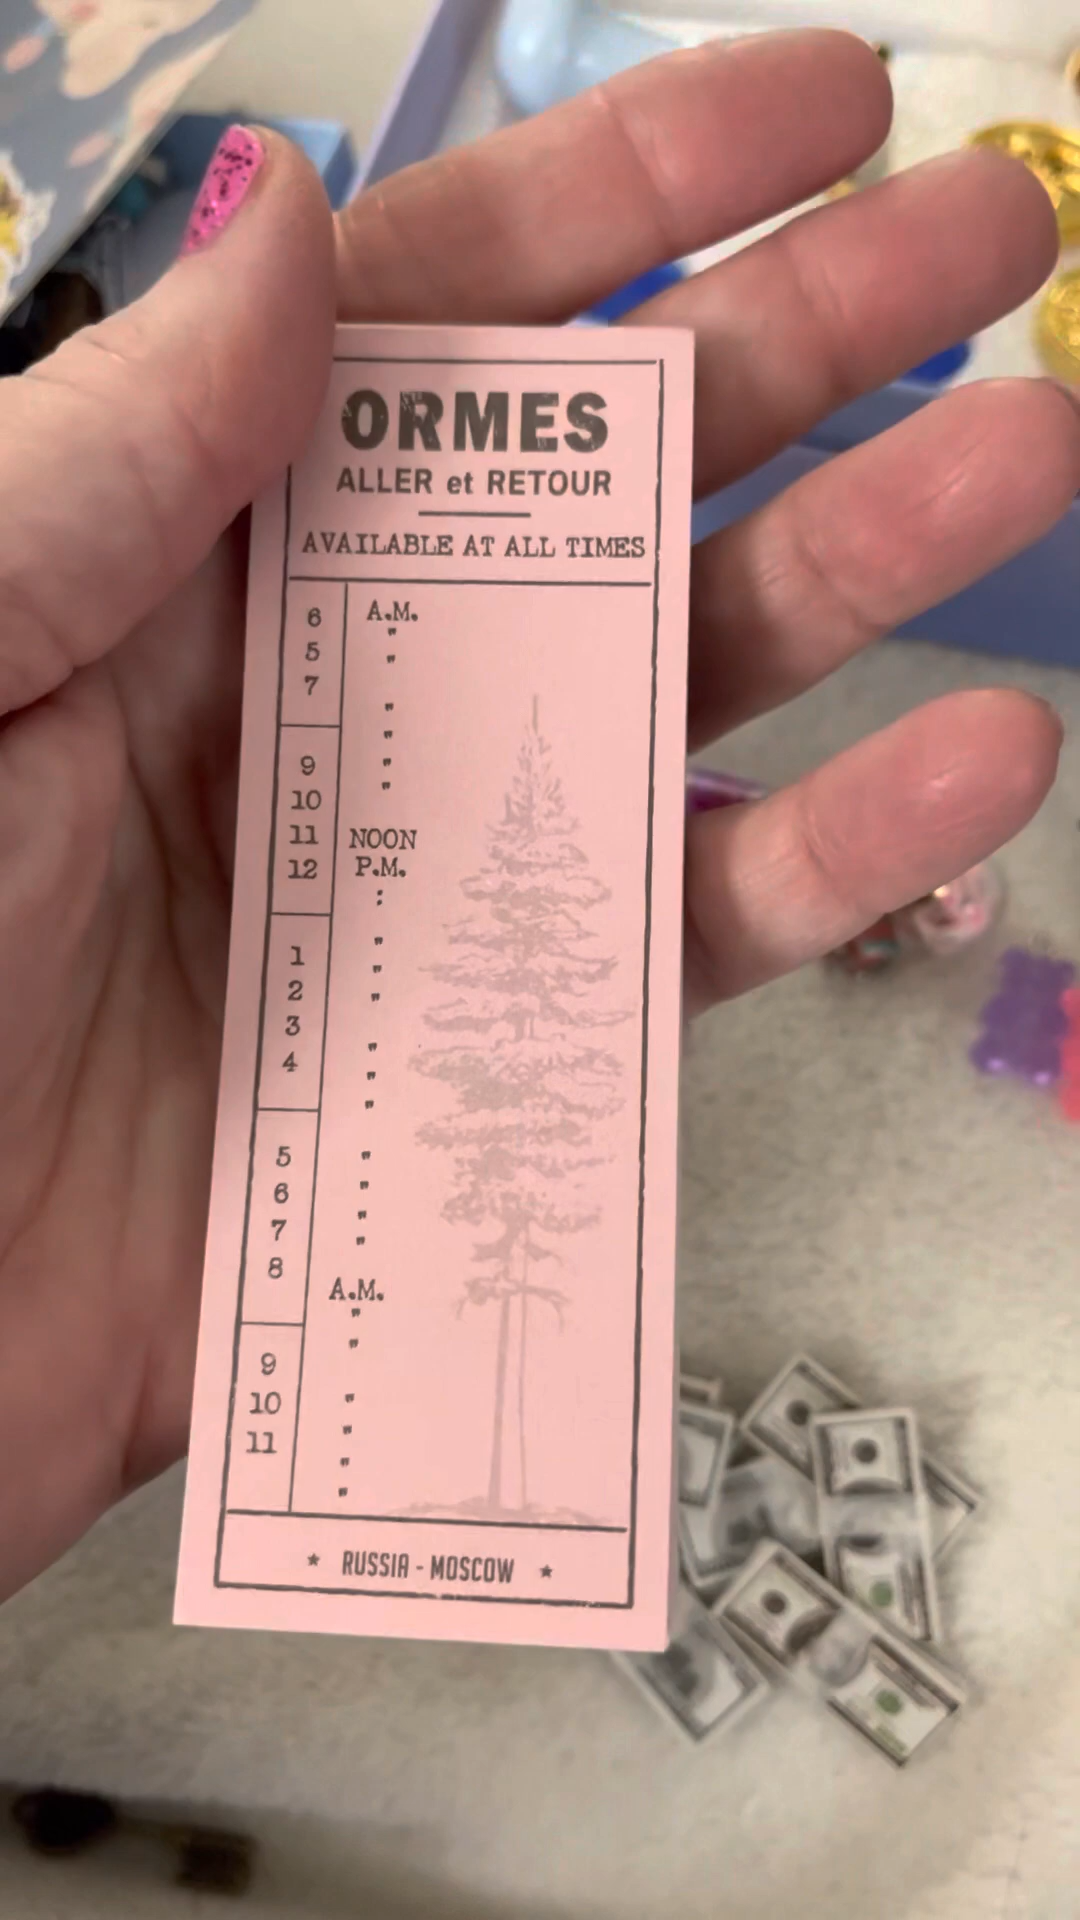 ORMES
ALLER et RETOUR
AVAILABLE AT ALL TIMES
6 A.M.
5 "
7 "
9 "
10 "
11 NOON
12 P.M.
:
1 "
2 "
3 "
4 "
"
"
5 "
6 "
7 "
8 "
A.M.
"
9 "
10 "
11 "
"
"
★ RUSSIA - MOSCOW ★